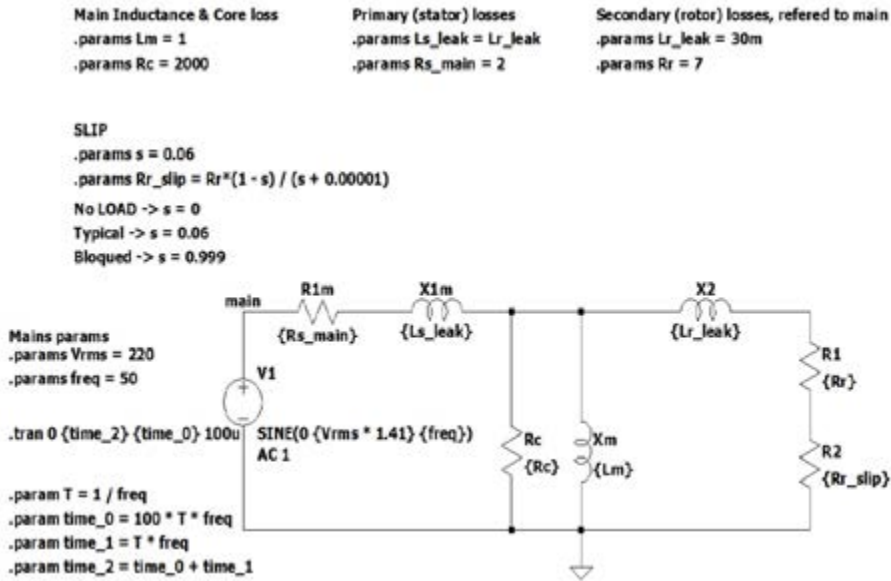 Main Inductance & Core loss
.params Lm = 1
.params Rc = 2000
Primary (stator) losses
.params Ls_leak = Lr_leak
.params Rs_main = 2
Secondary (rotor) losses, refered to main
.params Lr_leak = 30m
.params Rr = 7
SLIP
.params s = 0.06
.params Rr_slip = Rr*(1 - s) / (s + 0.00001)
No LOAD -> s = 0
Typical -> s = 0.06
Bloqued -> s = 0.999
Mains params
.params Vrms = 220
.params freq = 50
.tran 0 {time_2} {time_0} 100u
.param T = 1 / freq
.param time_0 = 100 * T * freq
.param time_1 = T * freq
.param time_2 = time_0 + time_1
main
R1m
{Rs_main}
X1m
{Ls_leak}
X2
{Lr_leak}
V1
SINE(0 {Vrms * 1.41} {freq})
AC 1
Rc
{Rc}
Xm
{Lm}
R1
{Rr}
R2
{Rr_slip}